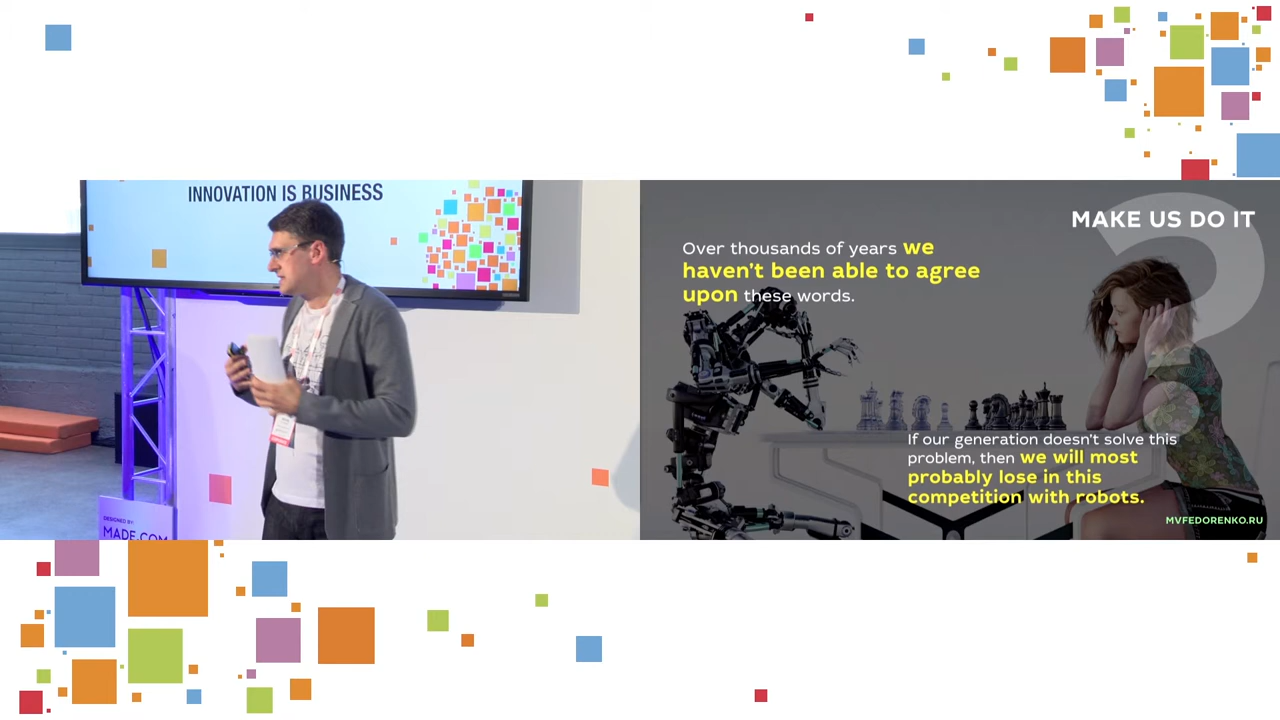 INNOVATION IS BUSINESS
DESIGNED BY:
MADE.COM
MAKE US DO IT
Over thousands of years we
haven't been able to agree
upon these words.
?
If our generation doesn't solve this
problem, then we will most
probably lose in this
competition with robots.
MVFEDORENKO.RU